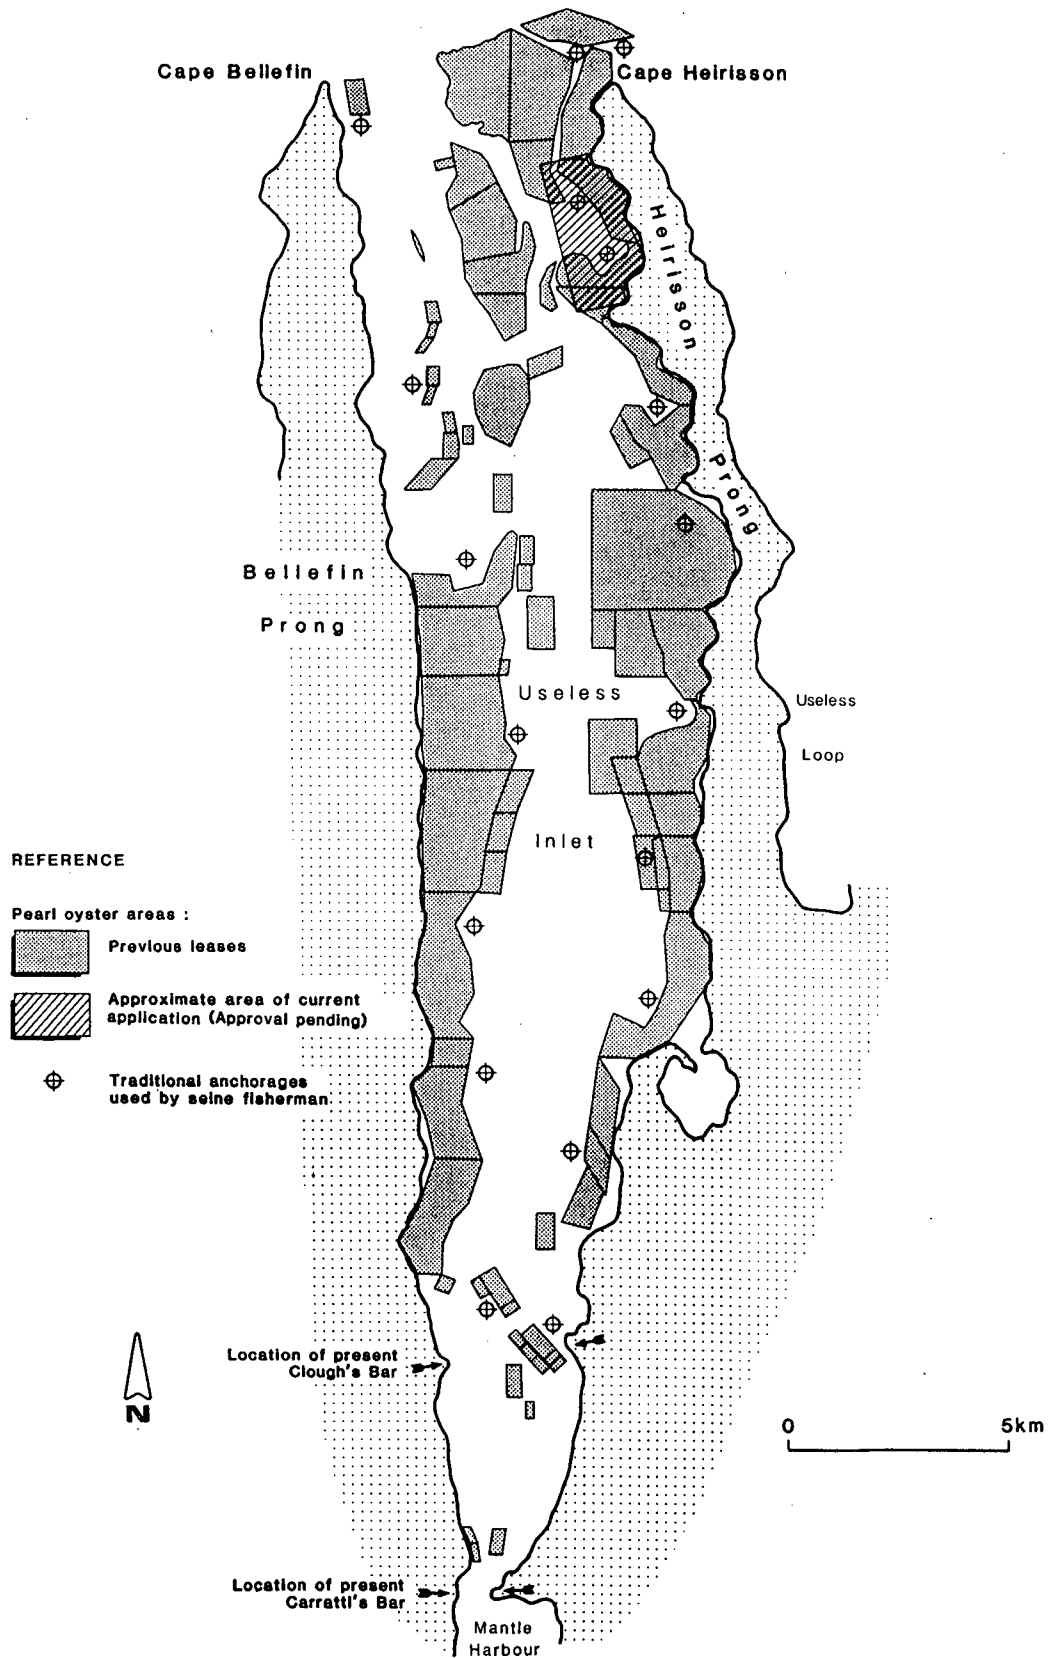 Cape Bellefin
Cape Heirisson
Heirisson
Prong
Bellefin
Prong
Useless
Inlet
Useless
Loop
REFERENCE
Pearl oyster areas :
Previous leases
Approximate area of current
application (Approval pending)
Traditional anchorages
used by seine fisherman
Location of present
Clough's Bar
N
0 5km
Location of present
Carratti's Bar
Mantle
Harbour